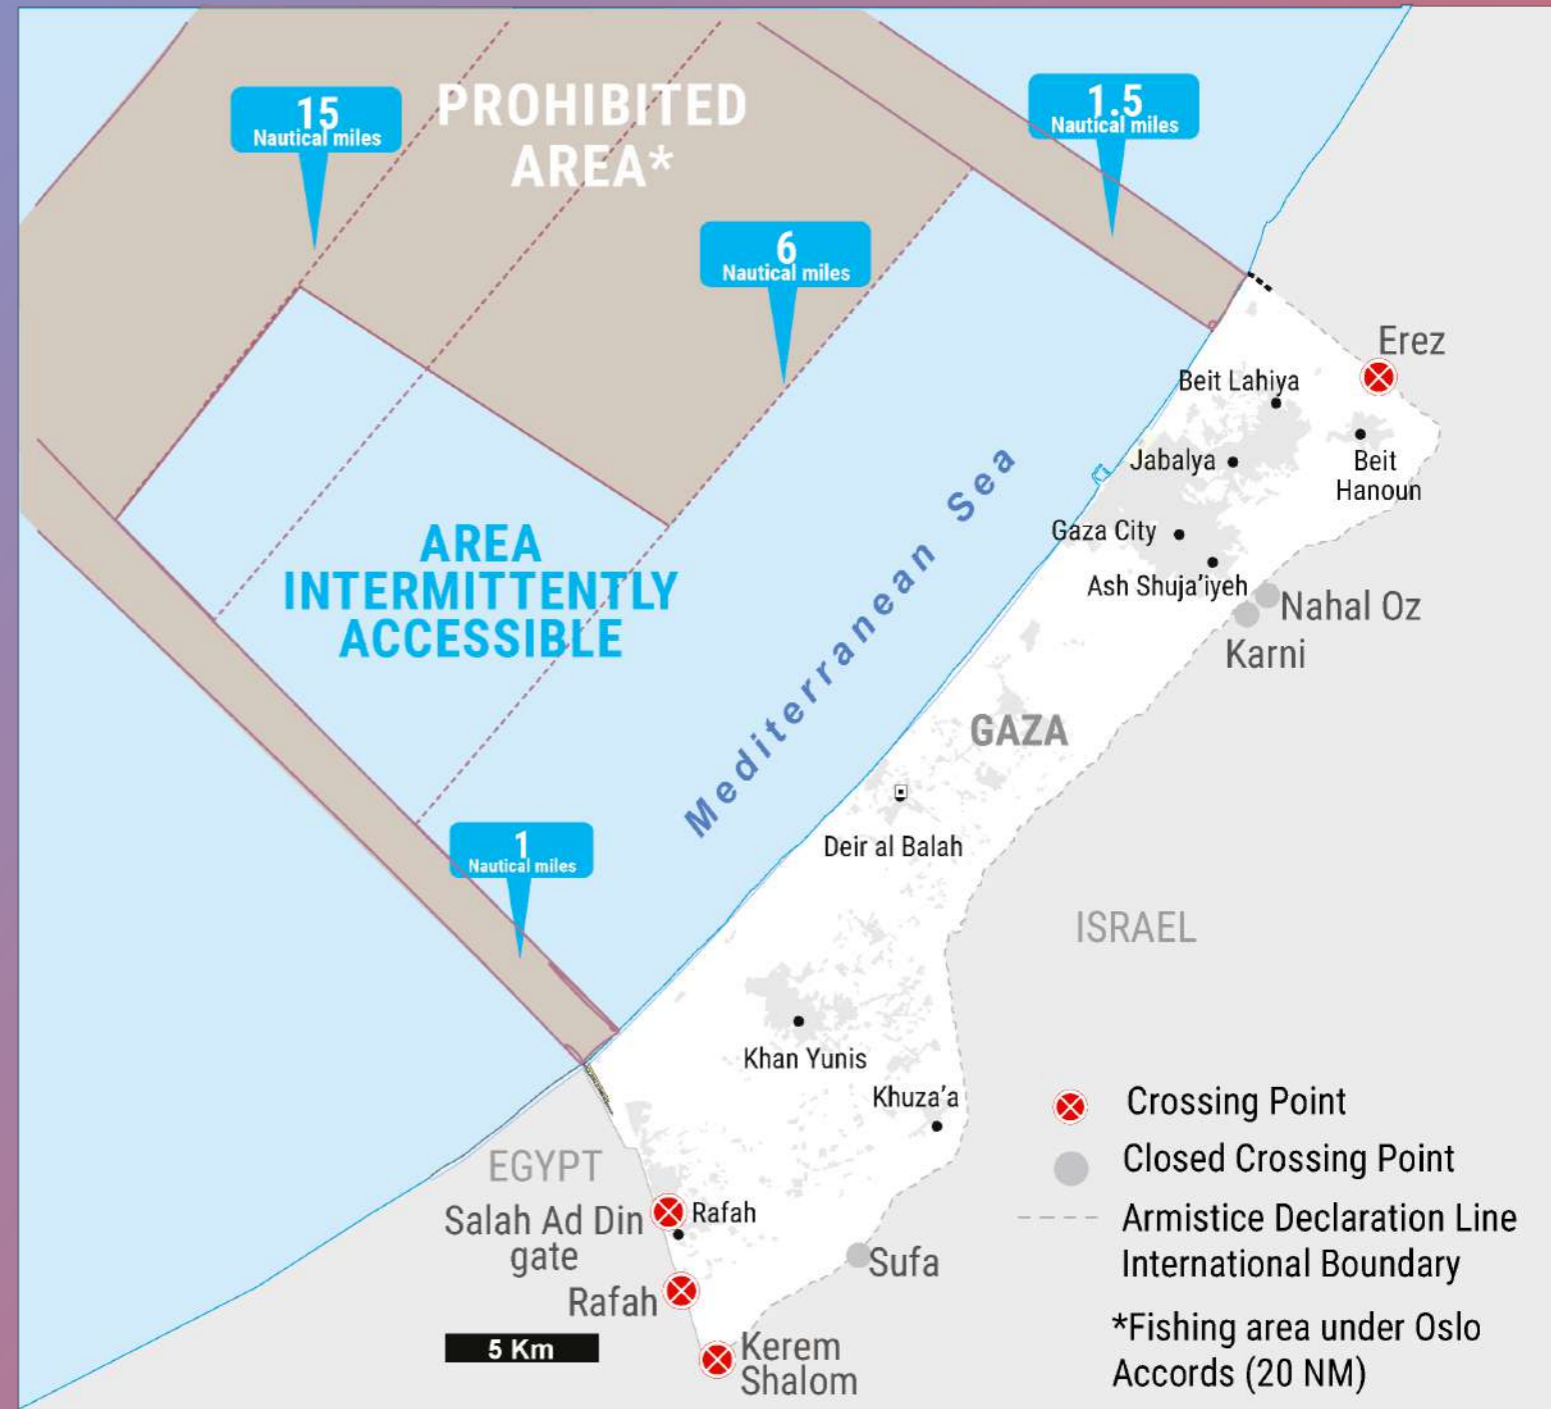 15
Nautical miles
PROHIBITED
AREA*
1.5
Nautical miles
6
Nautical miles
Erez
Beit Lahiya
Jabalya
Beit
Hanoun
Gaza City
Ash Shuja'iyeh
Nahal Oz
Karni
AREA
INTERMITTENTLY
ACCESSIBLE
Mediterranean Sea
GAZA
1
Nautical miles
Deir al Balah
ISRAEL
Khan Yunis
Khuza'a
EGYPT
Salah Ad Din
gate
Rafah
Rafah
Sufa
5 Km
Kerem
Shalom
Crossing Point
Closed Crossing Point
Armistice Declaration Line
International Boundary
*Fishing area under Oslo
Accords (20 NM)